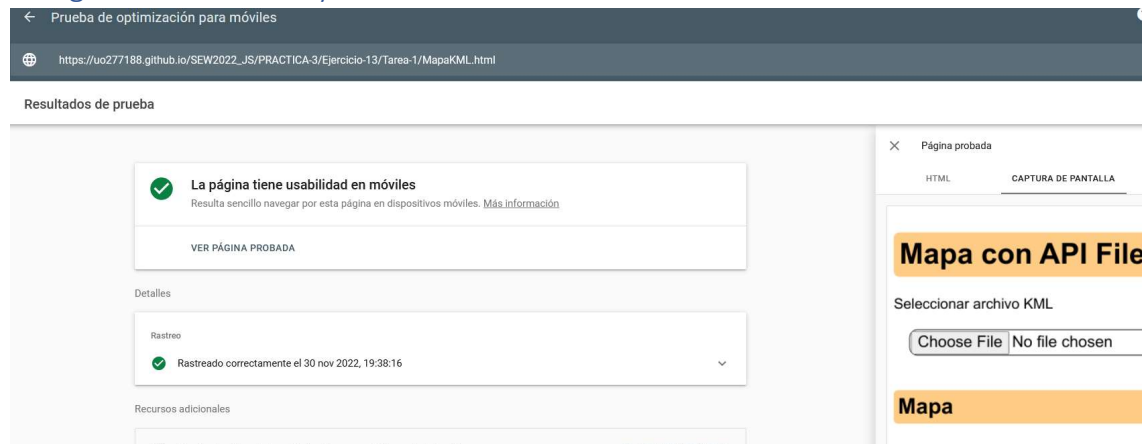 Prueba de optimización para móviles
https://uo277188.github.io/SEW2022_JS/PRACTICA-3/Ejercicio-13/Tarea-1/MapaKML.html
Resultados de prueba
La página tiene usabilidad en móviles
Resulta sencillo navegar por esta página en dispositivos móviles. Más información
VER PÁGINA PROBADA
Detalles
Rastreo
Rastreado correctamente el 30 nov 2022, 19:38:16
Recursos adicionales
Página probada
HTML CAPTURA DE PANTALLA
Mapa con API File
Seleccionar archivo KML
Choose File No file chosen
Mapa